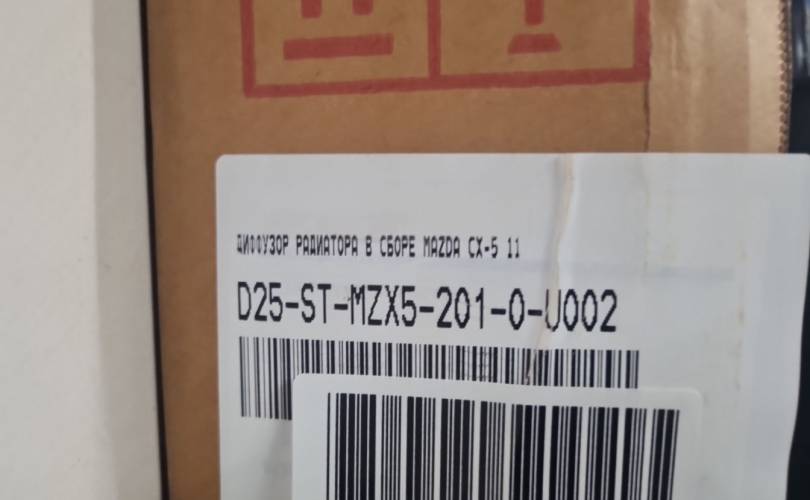 ДИФФУЗОР РАДИАТОРА В СБОРЕ MAZDA CX-5 11
D25-ST-MZX5-201-0-U002